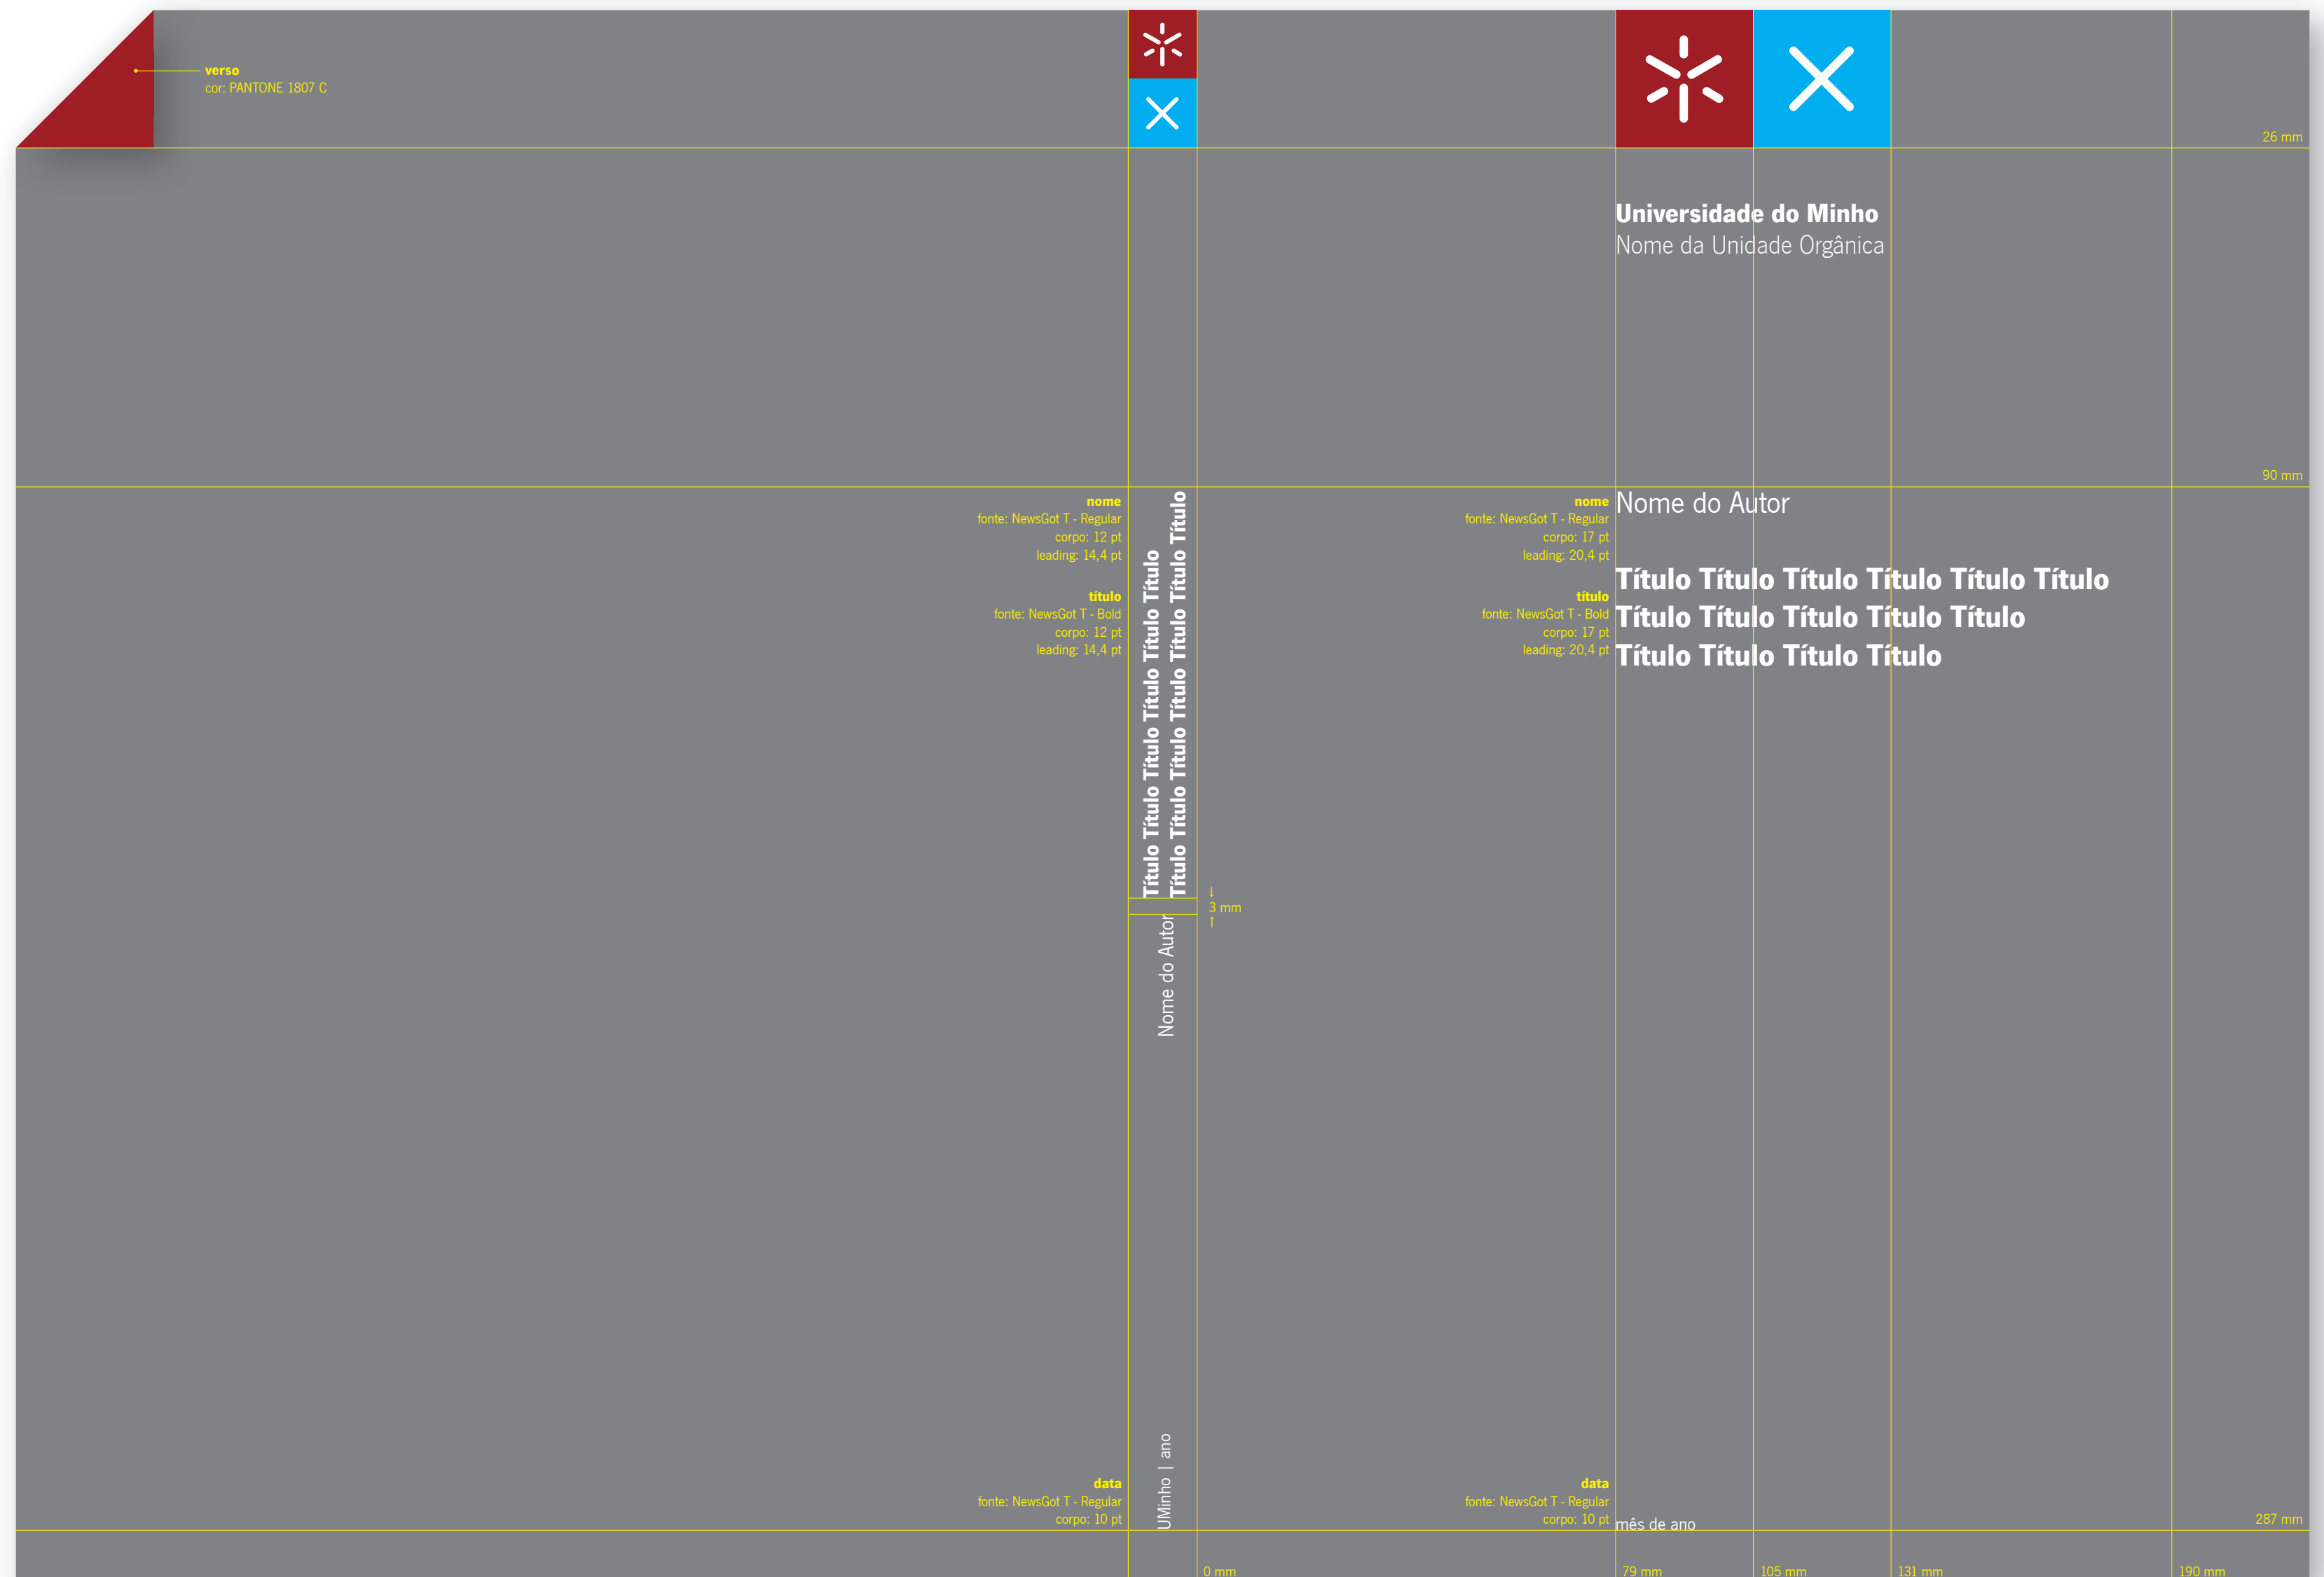 verso
cor: PANTONE 1807 C
26 mm
Universidade do Minho
Nome da Unidade Orgânica
90 mm
nome
fonte: NewsGot T - Regular
corpo: 12 pt
leading: 14,4 pt
título
fonte: NewsGot T - Bold
corpo: 12 pt
leading: 14,4 pt
Título Título Título Título Título Título
Título Título Título Título Título Título Título
3 mm
Nome do Autor
UMinho | ano
data
fonte: NewsGot T - Regular
corpo: 10 pt
nome
fonte: NewsGot T - Regular
corpo: 17 pt
leading: 20,4 pt
título
fonte: NewsGot T - Bold
corpo: 17 pt
leading: 20,4 pt
Nome do Autor
Título Título Título Título Título Título
Título Título Título Título Título
Título Título Título Título
data
fonte: NewsGot T - Regular
corpo: 10 pt
mês de ano
287 mm
0 mm
79 mm
105 mm
131 mm
190 mm